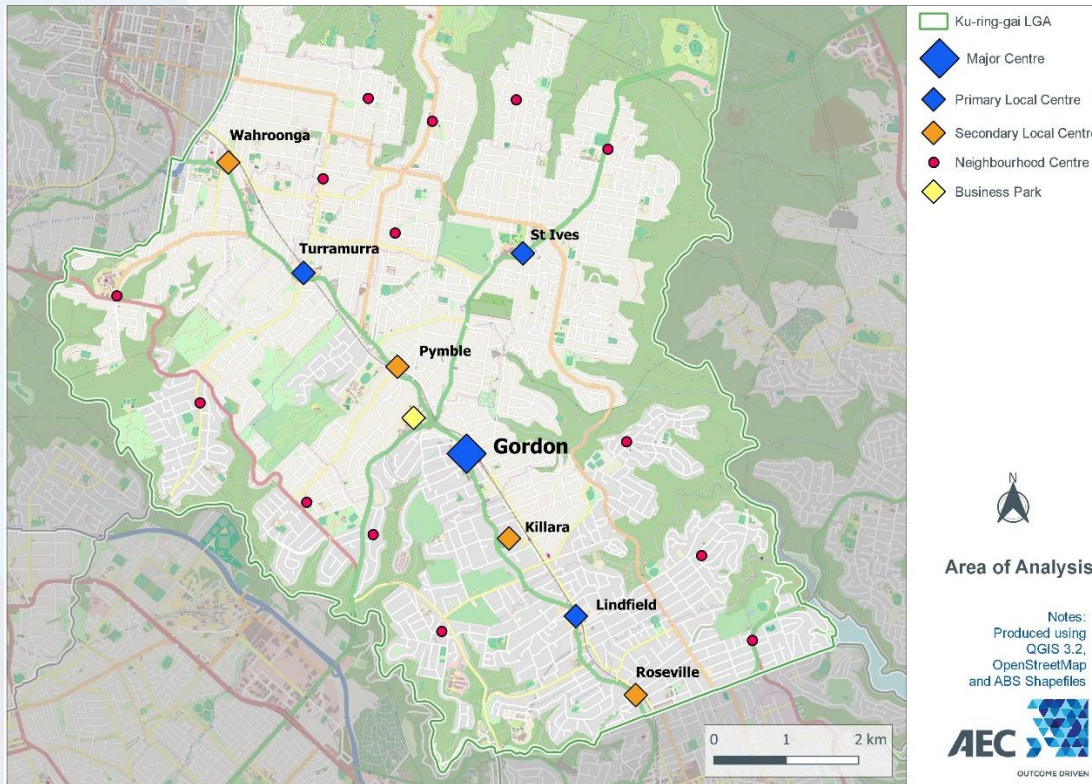 Wahroonga
Turramurra
St Ives
Pymble
Gordon
Killara
Lindfield
Roseville
0 1 2 km
Ku-ring-gai LGA
Major Centre
Primary Local Centre
Secondary Local Centre
Neighbourhood Centre
Business Park
N
Area of Analysis
Notes:
Produced using
QGIS 3.2,
OpenStreetMap
and ABS Shapefiles
AEC
OUTCOME DRIVEN